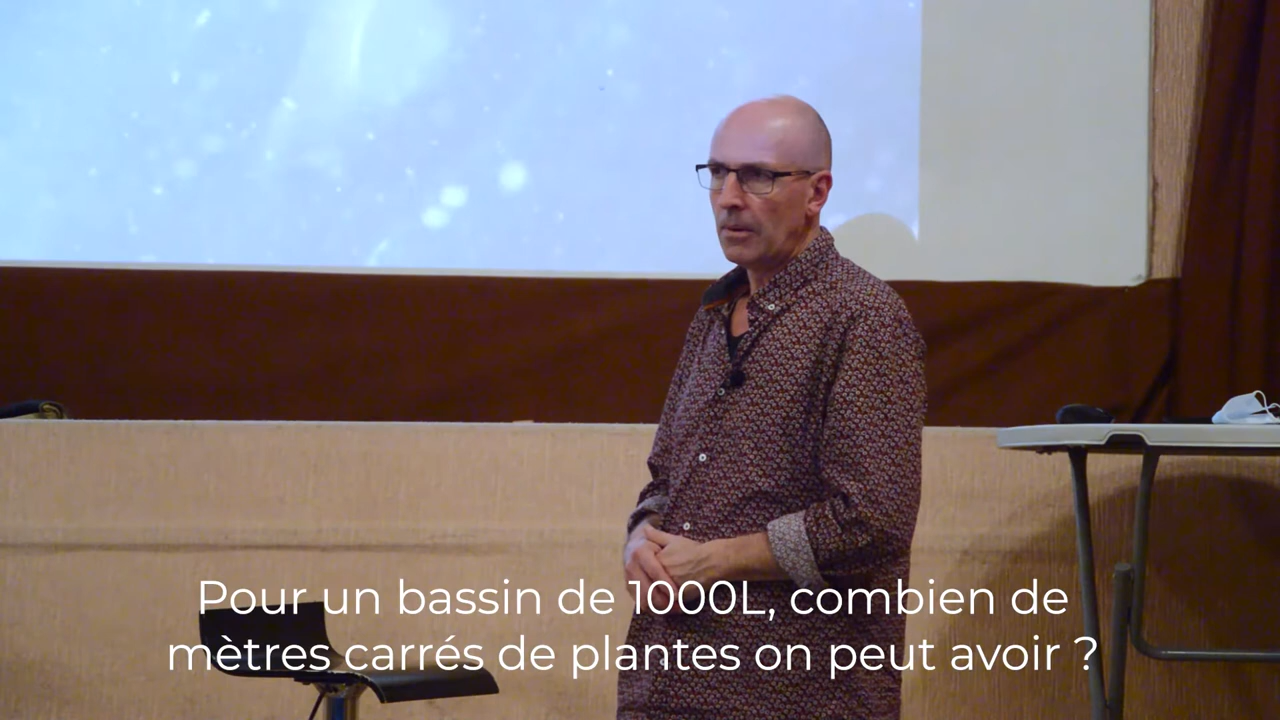 Pour un bassin de 1000L, combien de
mètres carrés de plantes on peut avoir ?